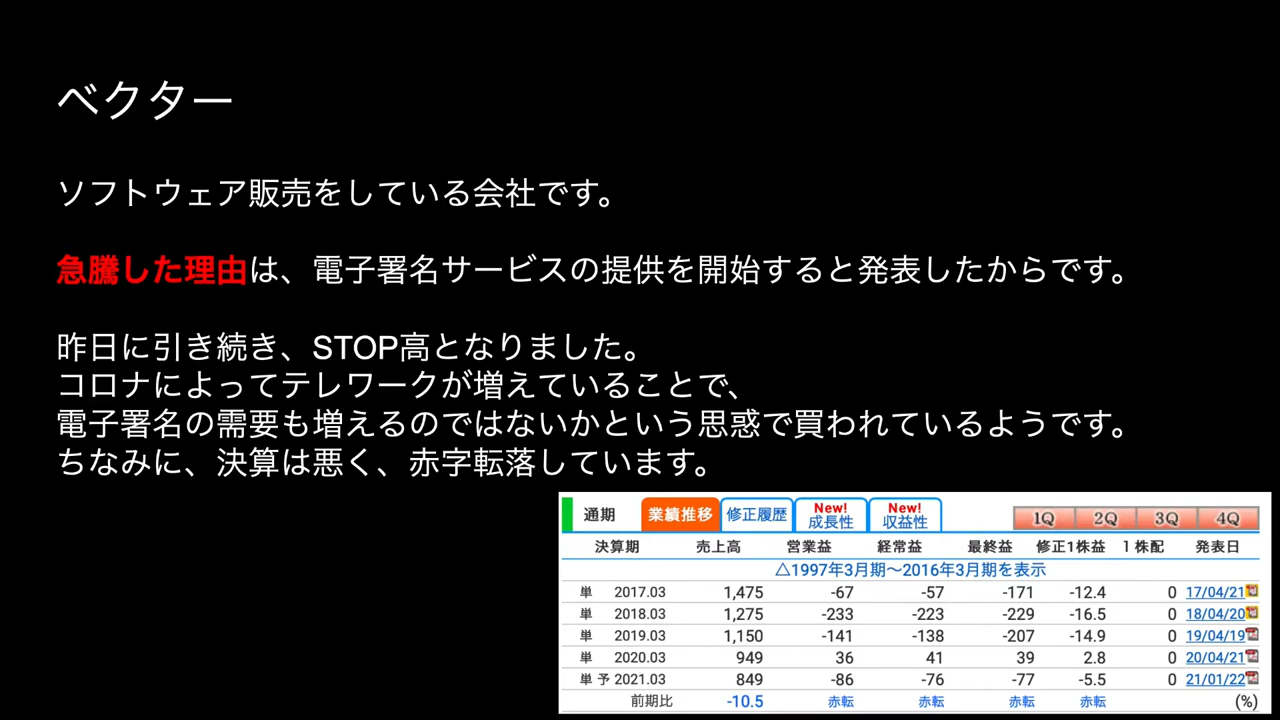 ベクター
ソフトウェア販売をしている会社です。
急騰した理由は、電子署名サービスの提供を開始すると発表したからです。
昨日に引き続き、STOP高となりました。
コロナによってテレワークが増えていることで、
電子署名の需要も増えるのではないかという思惑で買われているようです。
ちなみに、決算は悪く、赤字転落しています。
通期 業績推移 修正履歴 New! 成長性 New! 収益性 1Q 2Q 3Q 4Q
決算期 売上高 営業益 経常益 最終益 修正1株益 1株配 発表日
△1997年3月期～2016年3月期を表示
単 2017.03 1,475 -67 -57 -171 -12.4 0 17/04/21
単 2018.03 1,275 -233 -223 -229 -16.5 0 18/04/20
単 2019.03 1,150 -141 -138 -207 -14.9 0 19/04/19
単 2020.03 949 36 41 39 2.8 0 20/04/21
単 予 2021.03 849 -86 -76 -77 -5.5 0 21/01/22
前期比 -10.5 赤転 赤転 赤転 赤転 (%)